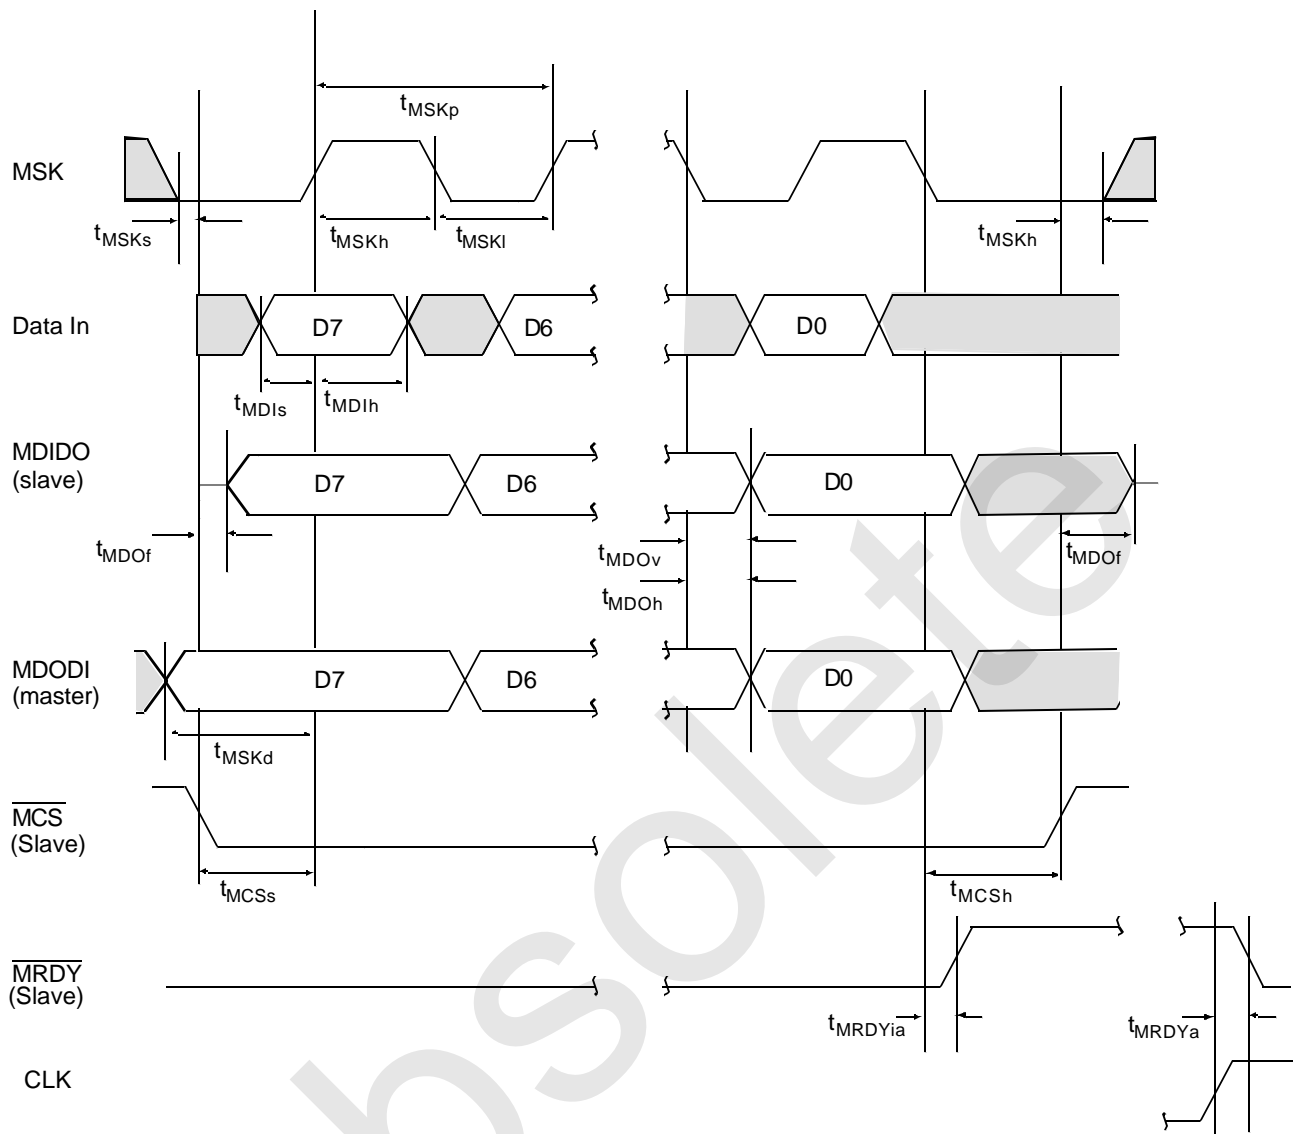 tMSKp
MSK
tMSKs
tMSKh
tMSKl
tMSKh
Data In
D7
D6
D0
tMDIs
tMDIh
MDIDO
(slave)
D7
D6
D0
tMDOf
tMDOv
tMDOf
tMDOh
MDODI
(master)
D7
D6
D0
tMSKd
MCS
(Slave)
tMCSs
tMCSh
MRDY
(Slave)
tMRDYia
tMRDYa
CLK
obsolete